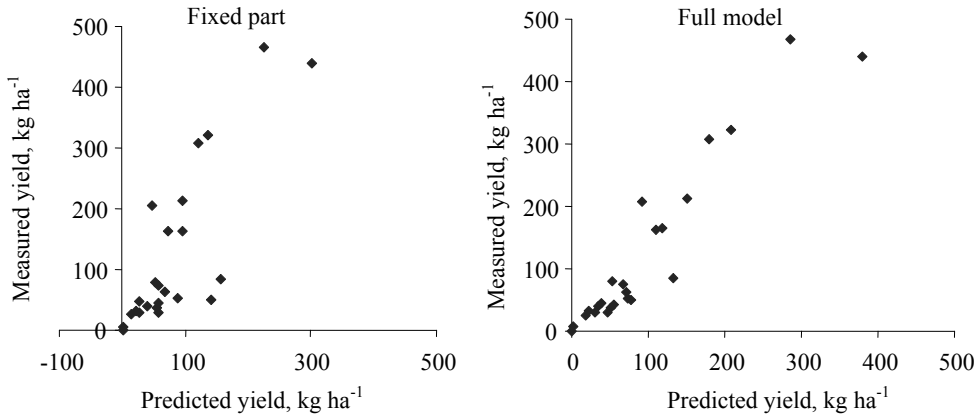 Fixed part
500
400
300
200
100
0
-100 0 100 200 300 400 500
Measured yield, kg ha-1
Predicted yield, kg ha-1
Full model
500
400
300
200
100
0
0 100 200 300 400 500
Measured yield, kg ha-1
Predicted yield, kg ha-1